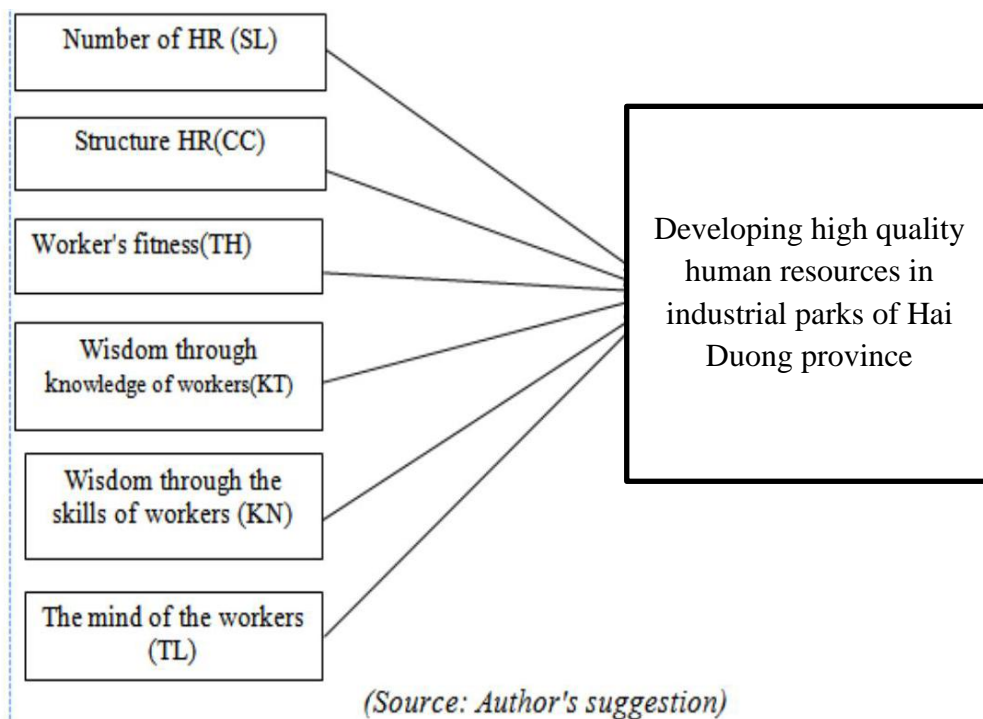 Number of HR (SL)
Structure HR(CC)
Worker's fitness(TH)
Wisdom through
knowledge of workers(KT)
Wisdom through the
skills of workers (KN)
The mind of the workers
(TL)
Developing high quality
human resources in
industrial parks of Hai
Duong province
(Source: Author's suggestion)